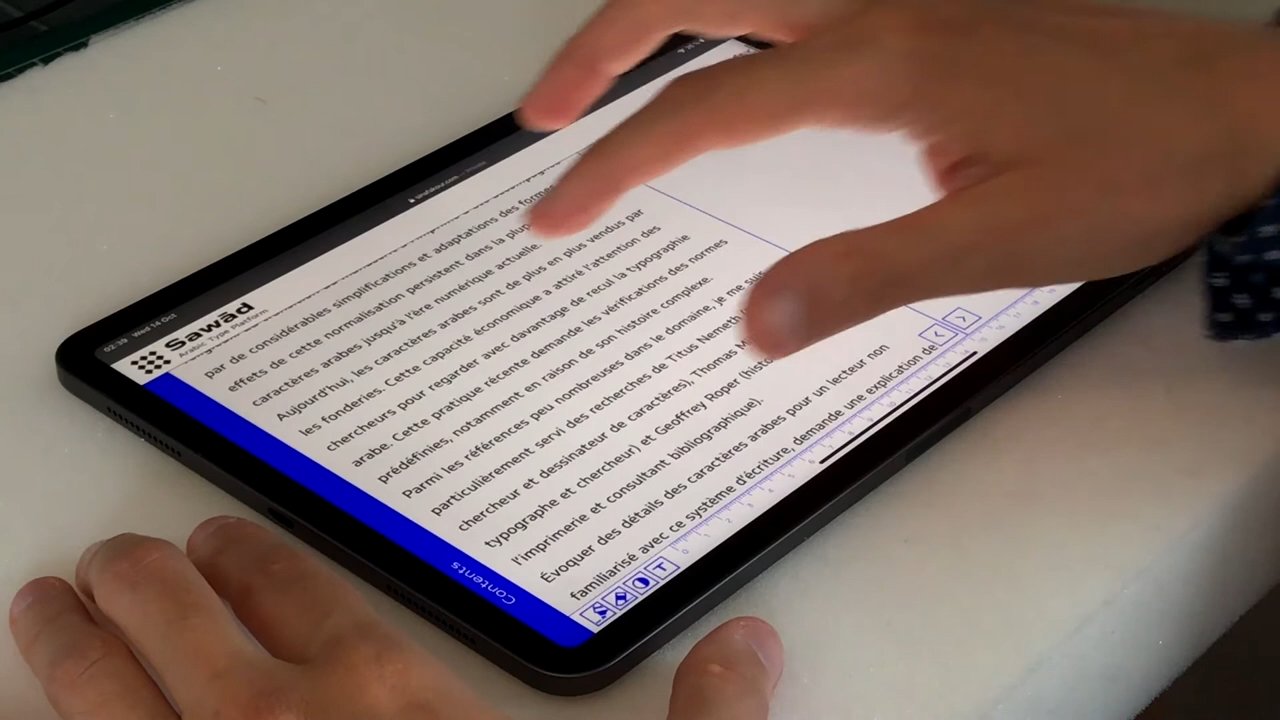 02:39 Wed 14 Oct
Sawād
Arabic Type Platform
par de considérables simplifications et adaptations des formes
effets de cette normalisation persistent dans la
caractères arabes jusqu'à l'ère numérique actuelle.
Aujourd'hui, les caractères arabes sont de plus en plus vendus par
les fonderies. Cette capacité économique a attiré l'attention des
chercheurs pour regarder avec davantage de recul la typographie
arabe. Cette pratique récente demande les vérifications des normes
prédéfinies, notamment en raison de son histoire complexe.
Parmi les références peu nombreuses dans le domaine, je me suis
particulièrement servi des recherches de Titus Nemeth
chercheur et dessinateur de caractères), Thomas
typographe et chercheur) et Geoffrey Roper
l'imprimerie et consultant bibliographique).
Évoquer des détails des caractères arabes pour un lecteur non
familiarisé avec ce système d'écriture, demande une explication de
Contents
T